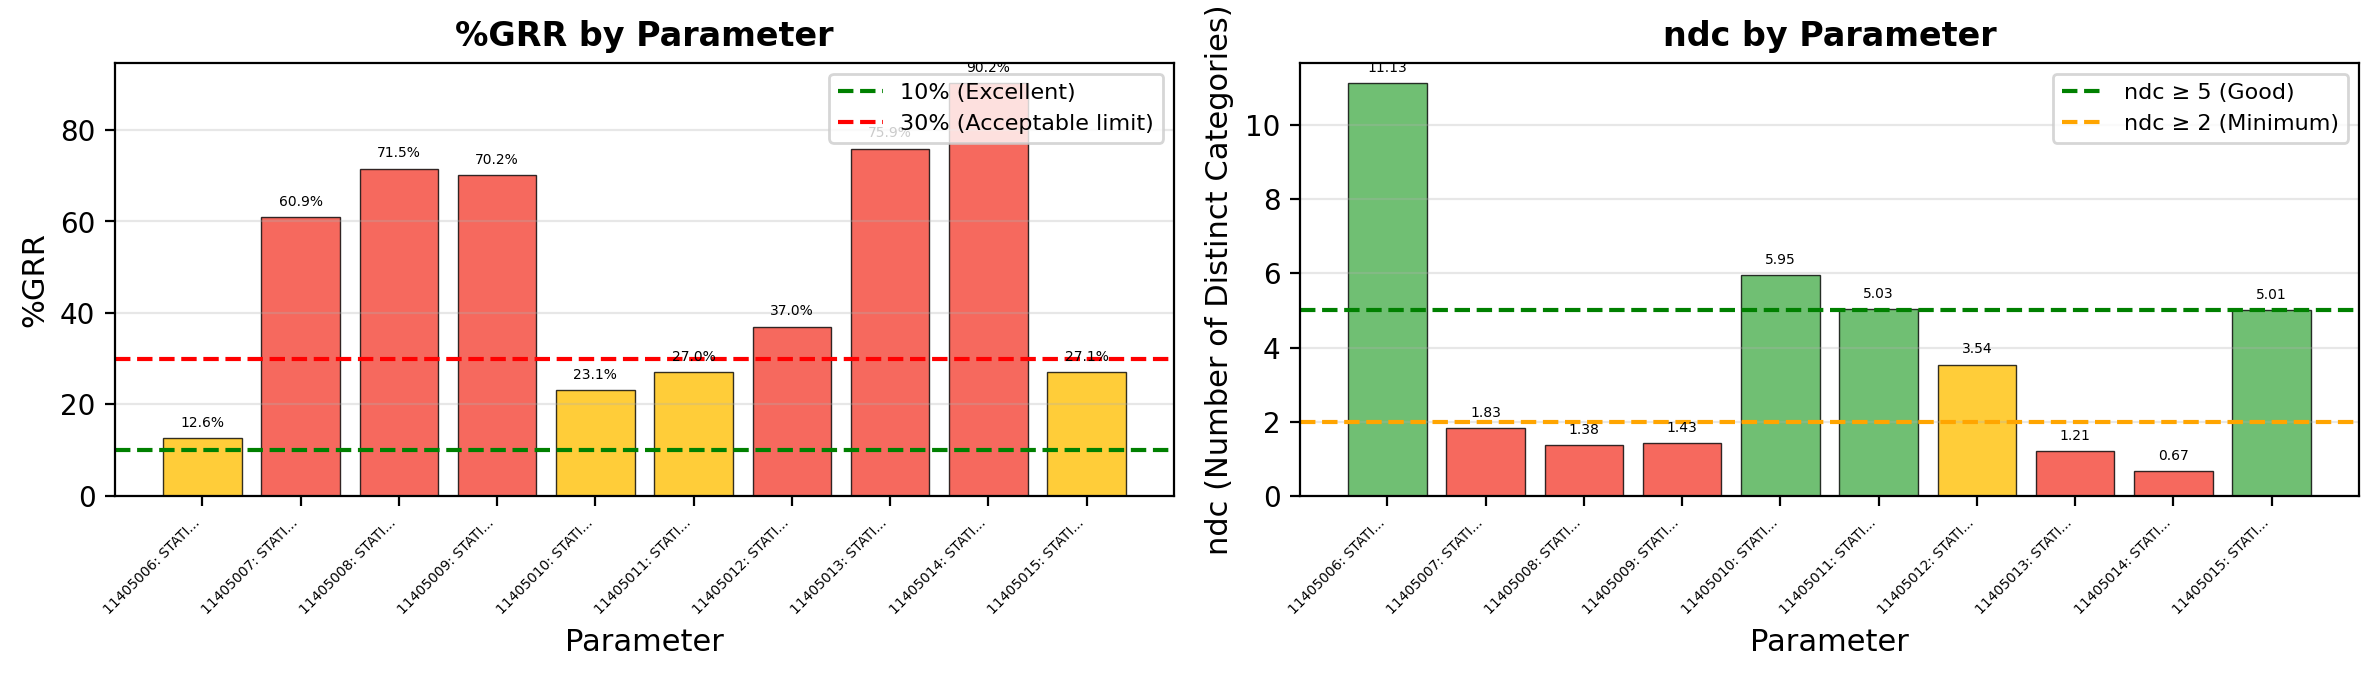 %GRR by Parameter
%GRR
80
60
40
20
0
12.6%
60.9%
71.5%
70.2%
23.1%
27.0%
37.0%
75.9%
90.2%
27.1%
10% (Excellent)
30% (Acceptable limit)
11405006: STATI...
11405007: STATI...
11405008: STATI...
11405009: STATI...
11405010: STATI...
11405011: STATI...
11405012: STATI...
11405013: STATI...
11405014: STATI...
11405015: STATI...
Parameter
ndc by Parameter
ndc (Number of Distinct Categories)
10
8
6
4
2
0
11.13
1.83
1.38
1.43
5.95
5.03
3.54
1.21
0.67
5.01
ndc ≥ 5 (Good)
ndc ≥ 2 (Minimum)
11405006: STATI...
11405007: STATI...
11405008: STATI...
11405009: STATI...
11405010: STATI...
11405011: STATI...
11405012: STATI...
11405013: STATI...
11405014: STATI...
11405015: STATI...
Parameter